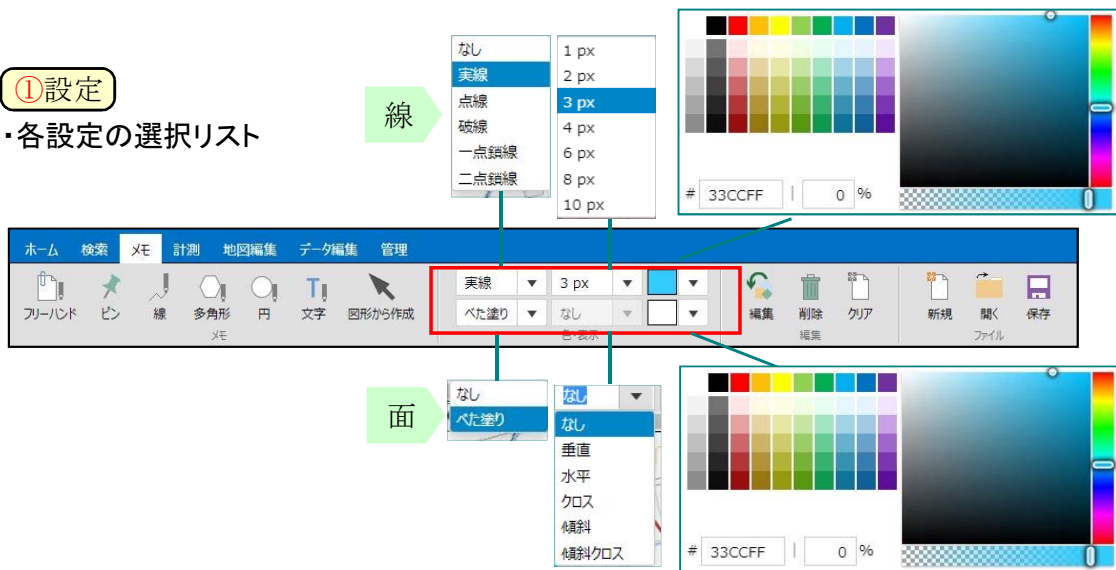 ①設定
・各設定の選択リスト
線
なし
実線
点線
破線
一点鎖線
二点鎖線
1 px
2 px
3 px
4 px
6 px
8 px
10 px
# 33CCFF | 0 %
ホーム 検索 メモ 計測 地図編集 データ編集 管理
フリーハンド ピン 線 多角形 円 文字 図形から作成
メモ
実線 3 px
べた塗り なし
色・表示
編集 削除 クリア
編集
新規 開く 保存
ファイル
面
なし
べた塗り
なし
なし
垂直
水平
クロス
傾斜
傾斜クロス
# 33CCFF | 0 %